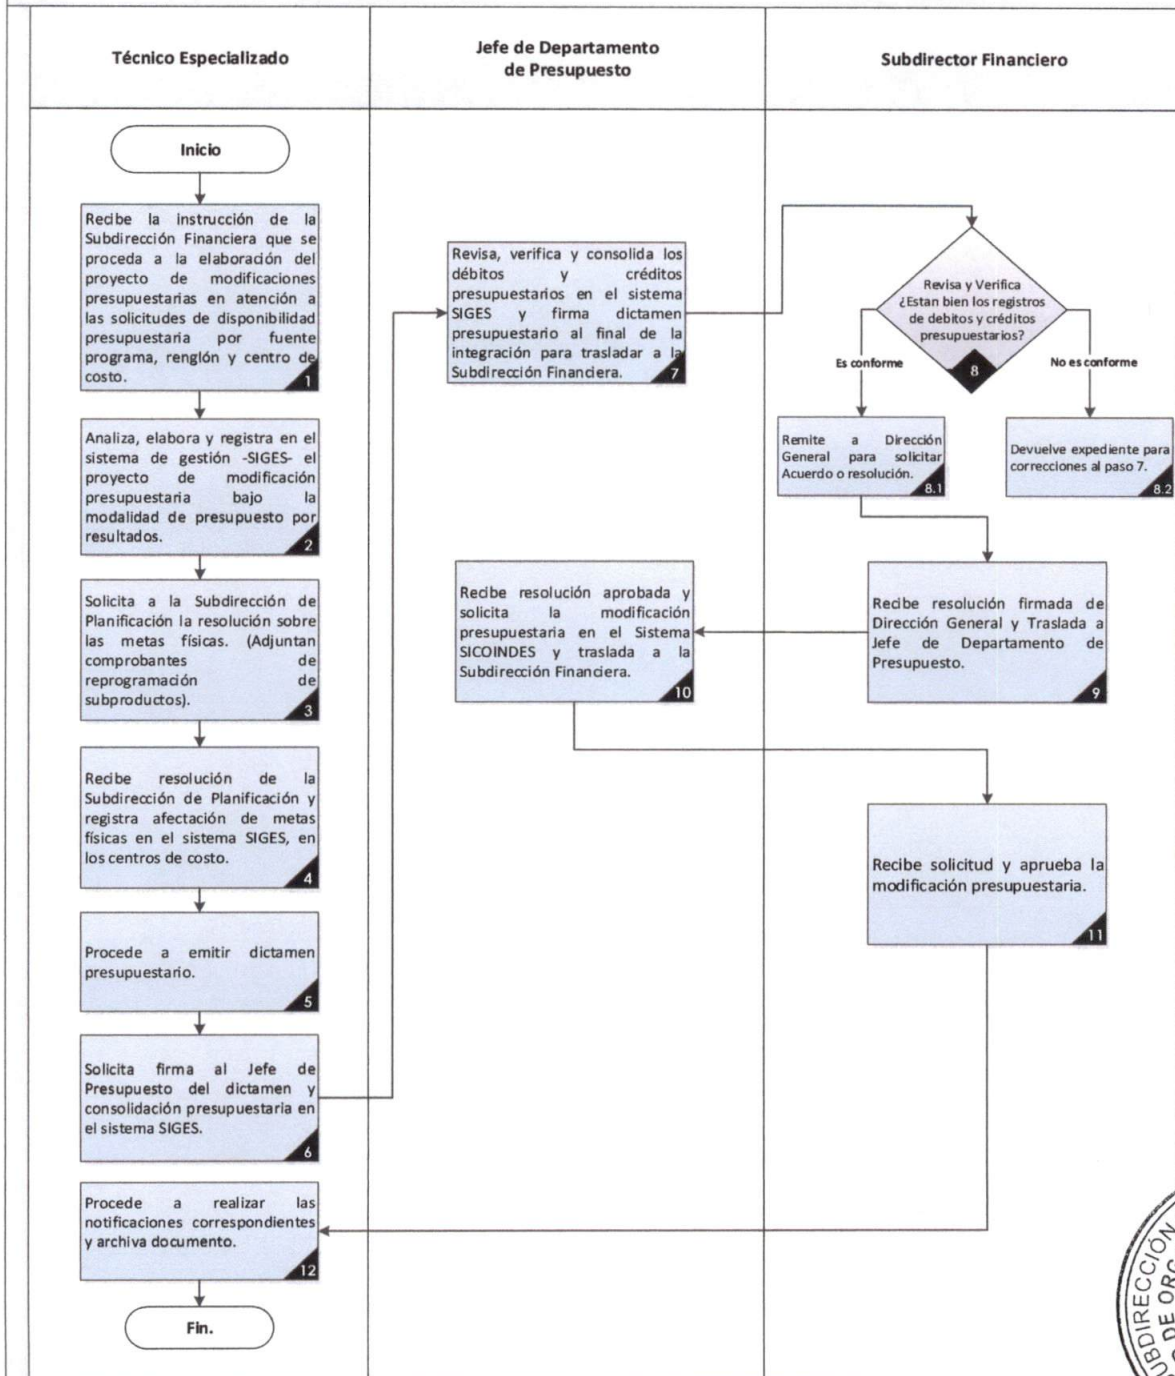 Técnico Especializado
Jefe de Departamento
de Presupuesto
Subdirector Financiero
Inicio
Recibe la instrucción de la
Subdirección Financiera que se
proceda a la elaboración del
proyecto de modificaciones
presupuestarias en atención a
las solicitudes de disponibilidad
presupuestaria por fuente
programa, renglón y centro de
costo.
1
Analiza, elabora y registra en el
sistema de gestión -SIGES- el
proyecto de modificación
presupuestaria bajo la
modalidad de presupuesto por
resultados.
2
Solicita a la Subdirección de
Planificación la resolución sobre
las metas físicas. (Adjuntan
comprobantes de
reprogramación de
subproductos).
3
Recibe resolución de la
Subdirección de Planificación y
registra afectación de metas
físicas en el sistema SIGES, en
los centros de costo.
4
Procede a emitir dictamen
presupuestario.
5
Solicita firma al Jefe de
Presupuesto del dictamen y
consolidación presupuestaria en
el sistema SIGES.
6
Revisa, verifica y consolida los
débitos y créditos
presupuestarios en el sistema
SIGES y firma dictamen
presupuestario al final de la
integración para trasladar a la
Subdirección Financiera.
7
Revisa y Verifica
¿Estan bien los registros
de debitos y créditos
presupuestarios?
8
Es conforme
No es conforme
Remite a Dirección
General para solicitar
Acuerdo o resolución.
8.1
Devuelve expediente para
correcciones al paso 7.
8.2
Recibe resolución firmada de
Dirección General y Traslada a
Jefe de Departamento de
Presupuesto.
9
Recibe resolución aprobada y
solicita la modificación
presupuestaria en el Sistema
SICOINDES y traslada a la
Subdirección Financiera.
10
Recibe solicitud y aprueba la
modificación presupuestaria.
11
Procede a realizar las
notificaciones correspondientes
y archiva documento.
12
Fin.
SUBDIRECCIÓN
DE ORG